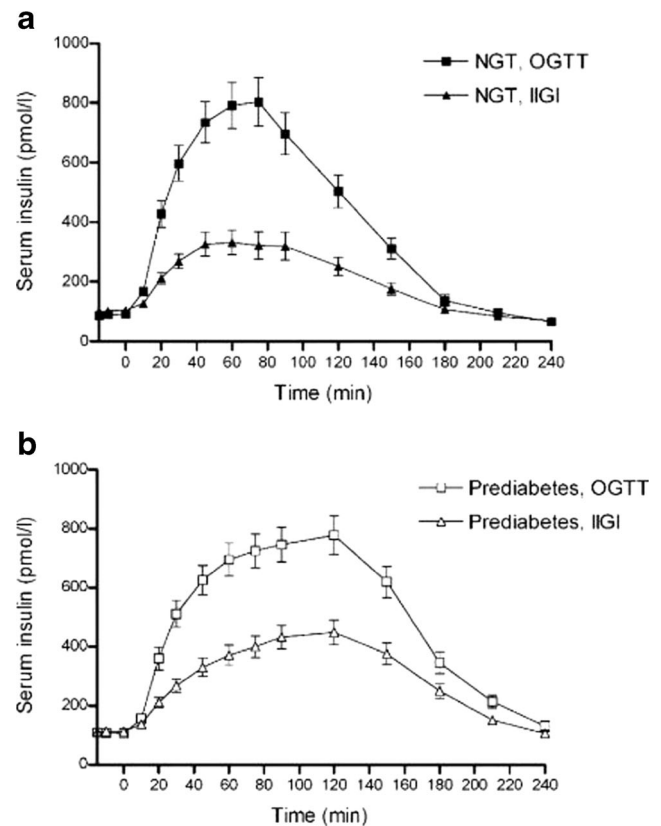 a
1000
800
600
400
200
0
Serum insulin (pmol/l)
NGT, OGTT
NGT, IIGI
0 20 40 60 80 100 120 140 160 180 200 220 240
Time (min)
b
1000
800
600
400
200
0
Serum insulin (pmol/l)
Prediabetes, OGTT
Prediabetes, IIGI
0 20 40 60 80 100 120 140 160 180 200 220 240
Time (min)